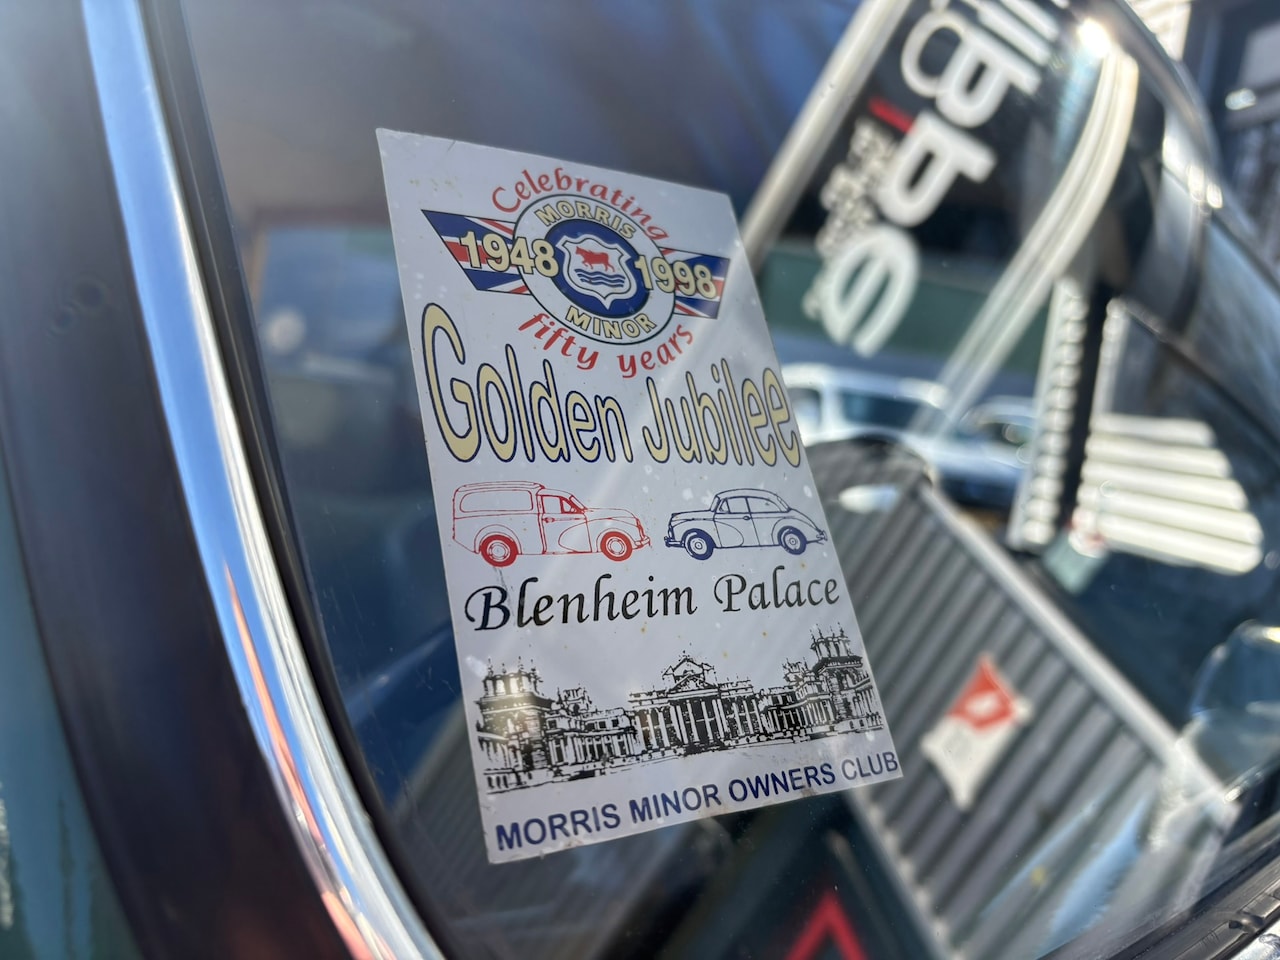 Celebrating
MORRIS
1948 1998
MINOR
fifty years
Golden Jubilee
Blenheim Palace
MORRIS MINOR OWNERS CLUB